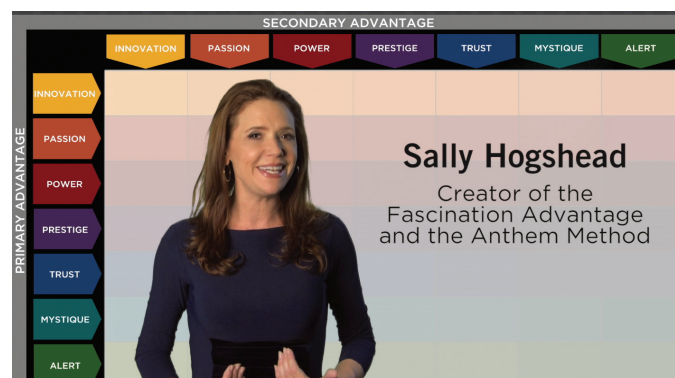 SECONDARY ADVANTAGE
INNOVATION PASSION POWER PRESTIGE TRUST MYSTIQUE ALERT
PRIMARY ADVANTAGE
INNOVATION
PASSION
POWER
PRESTIGE
TRUST
MYSTIQUE
ALERT
Sally Hogshead
Creator of the
Fascination Advantage
and the Anthem Method